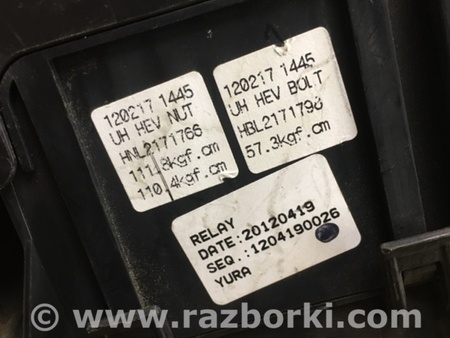 120217 1445
UH HEV NUT
HNL2171766
111.8kgf.cm
110.4kgf.cm
120217 1445
UH HEV BOLT
HBL2171798
57.3kgf.cm
RELAY
DATE:20120419
SEQ.:1204190026
YURA
© www.razborki.com